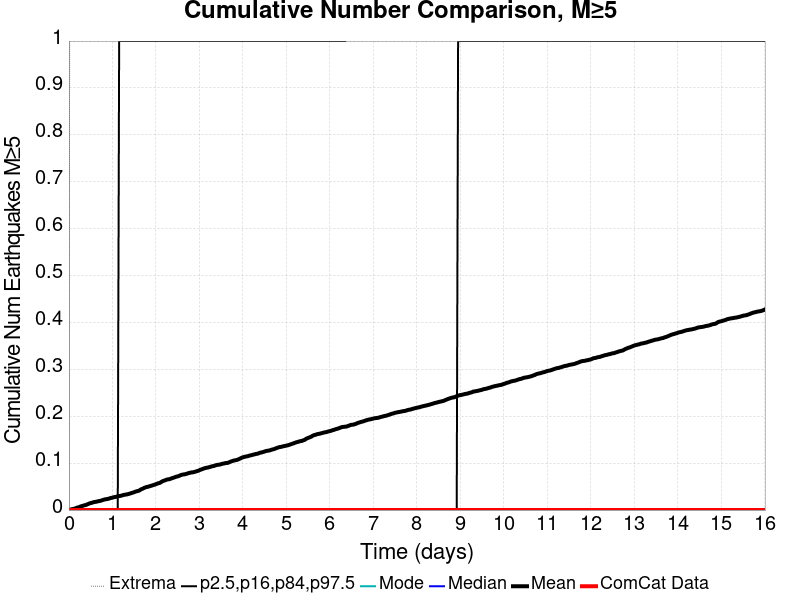 Cumulative Number Comparison, M≥5
Cumulative Num Earthquakes M≥5
1
0.9
0.8
0.7
0.6
0.5
0.4
0.3
0.2
0.1
0
0 1 2 3 4 5 6 7 8 9 10 11 12 13 14 15 16
Time (days)
Extrema p2.5,p16,p84,p97.5 Mode Median Mean ComCat Data